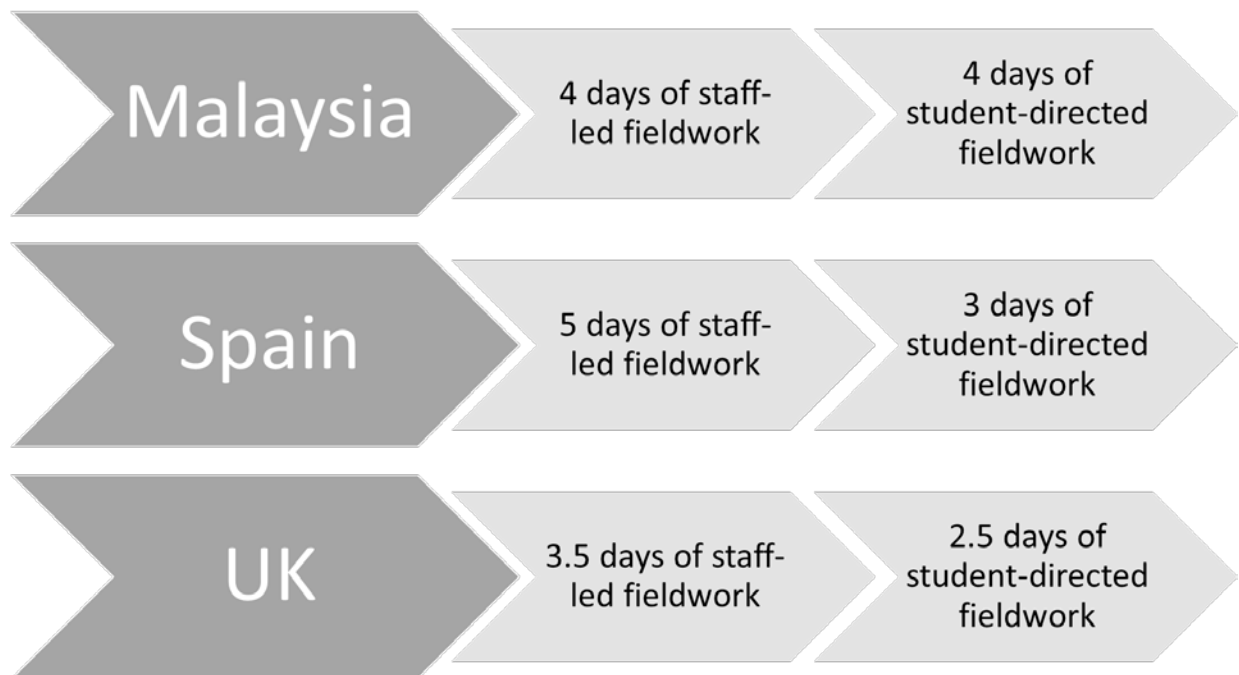 Malaysia
4 days of staff-
led fieldwork
4 days of
student-directed
fieldwork
Spain
5 days of staff-
led fieldwork
3 days of
student-directed
fieldwork
UK
3.5 days of staff-
led fieldwork
2.5 days of
student-directed
fieldwork